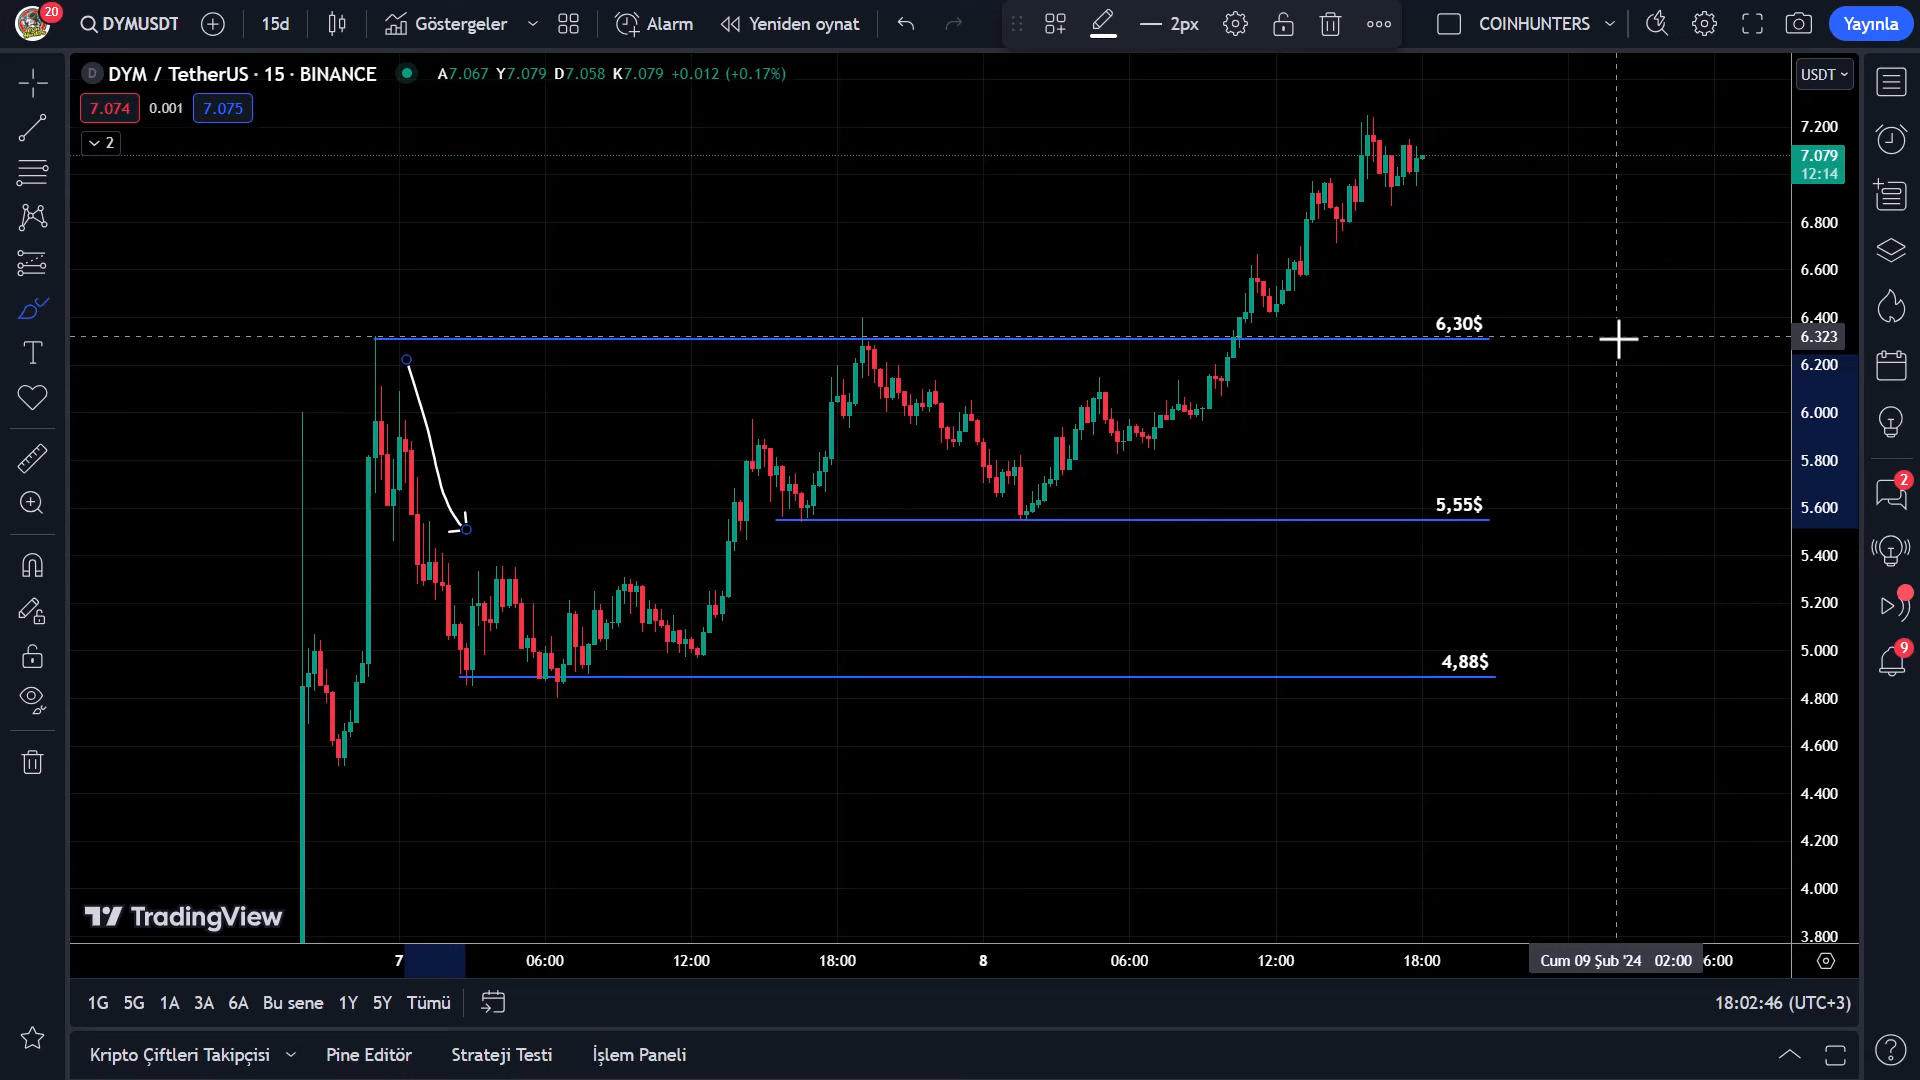 20
DYMUSDT
15d
Göstergeler
Alarm
Yeniden oynat
2px
COINHUNTERS
Yayınla
D DYM / TetherUS · 15 · BINANCE
A7.067 Y7.079 D7.058 K7.079 +0.012 (+0.17%)
USDT
7.074
0.001
7.075
2
7.200
7.079
12:14
6.800
6.600
6.400
6.323
6.200
6.000
5.800
5.600
5.400
5.200
5.000
4.800
4.600
4.400
4.200
4.000
3.800
6,30$
5,55$
4,88$
TradingView
7
06:00
12:00
18:00
8
06:00
12:00
18:00
Cum 09 Şub '24 02:00
6:00
1G 5G 1A 3A 6A Bu sene 1Y 5Y Tümü
18:02:46 (UTC+3)
Kripto Çiftleri Takipçisi
Pine Editör
Strateji Testi
İşlem Paneli
2
9